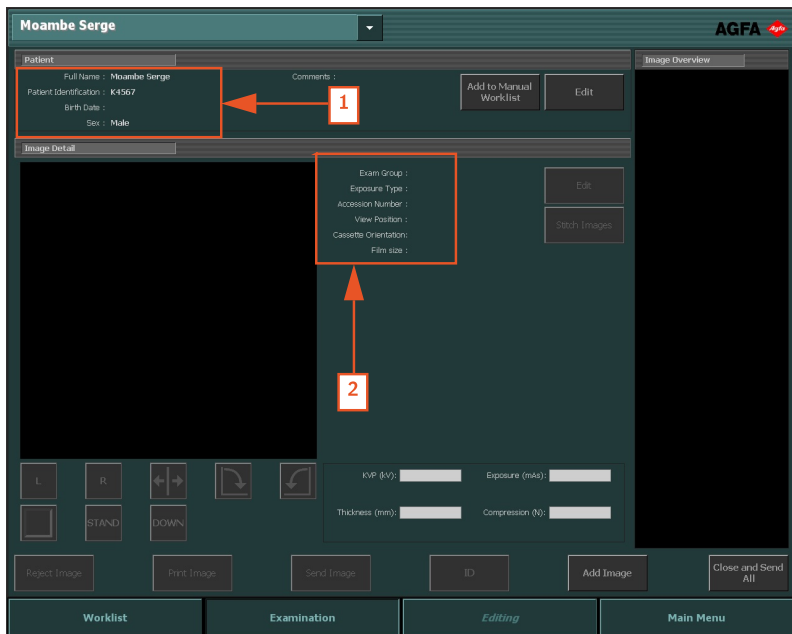 Moambe Serge
AGFA
Agfa
Patient
Image Overview
Full Name : Moambe Serge
Patient Identification : K4567
Birth Date :
Sex : Male
Comments :
Add to Manual
Worklist
Edit
1
Image Detail
Exam Group :
Exposure Type :
Accession Number :
View Position :
Cassette Orientation:
Film size :
Edit
Stitch Images
2
L
R
STAND
DOWN
KVP (kV):
Exposure (mAs):
Thickness (mm):
Compression (N):
Reject Image
Print Image
Send Image
ID
Add Image
Close and Send
All
Worklist
Examination
Editing
Main Menu